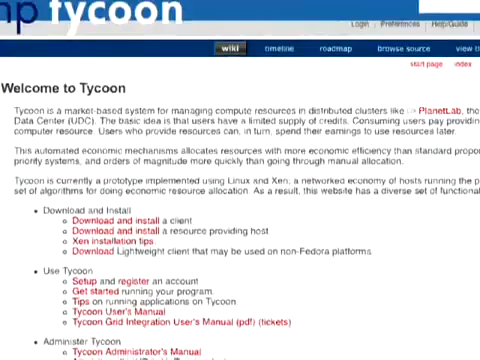 hp tycoon
Login Preferences Help/Guide
wiki timeline roadmap browse source
start page index
Welcome to Tycoon
Tycoon is a market-based system for managing compute resources in distributed clusters like PlanetLab, the
Data Center (UDC). The basic idea is that users have a limited supply of credits. Consuming users pay
computer resource. Users who provide resources can, in turn, spend their earnings to use resources later.
This automated economic mechanisms allocates resources with more economic efficiency than standard
priority systems, and orders of magnitude more quickly than going through manual allocation.
Tycoon is currently a prototype implemented using Linux and Xen; a networked economy of hosts running the
set of algorithms for doing economic resource allocation. As a result, this website has a diverse set of
Download and Install
Download and install a client
Download and install a resource providing host
Xen installation tips.
Download Lightweight client that may be used on non-Fedora platforms.
Use Tycoon
Setup and register an account
Get started running your program.
Tips on running applications on Tycoon
Tycoon User's Manual
Tycoon Grid Integration User's Manual (pdf) (tickets)
Administer Tycoon
Tycoon Administrator's Manual